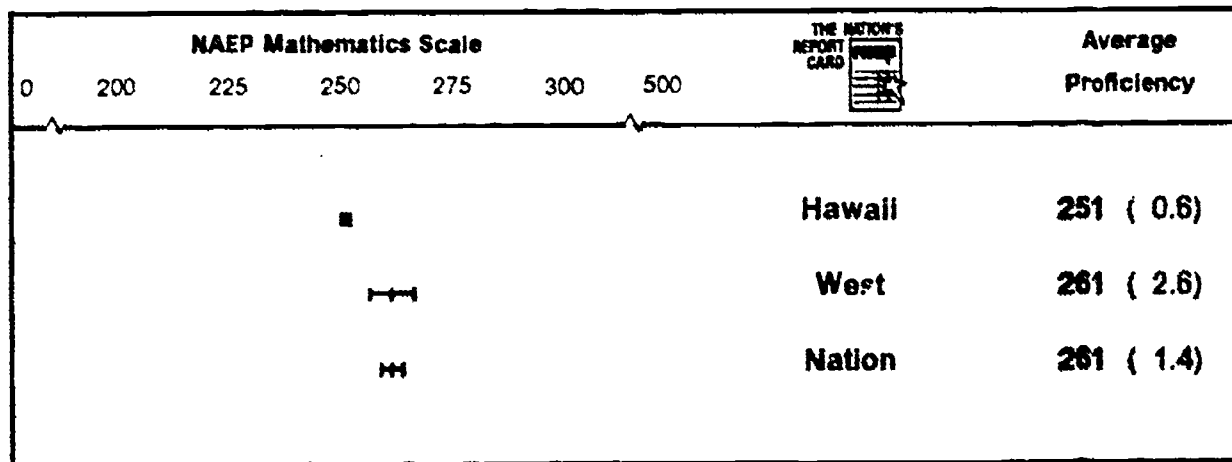 NAEP Mathematics Scale
0 200 225 250 275 300 500
THE NATION'S
REPORT
CARD
Average
Proficiency
Hawaii 251 ( 0.6)
West 261 ( 2.6)
Nation 261 ( 1.4)